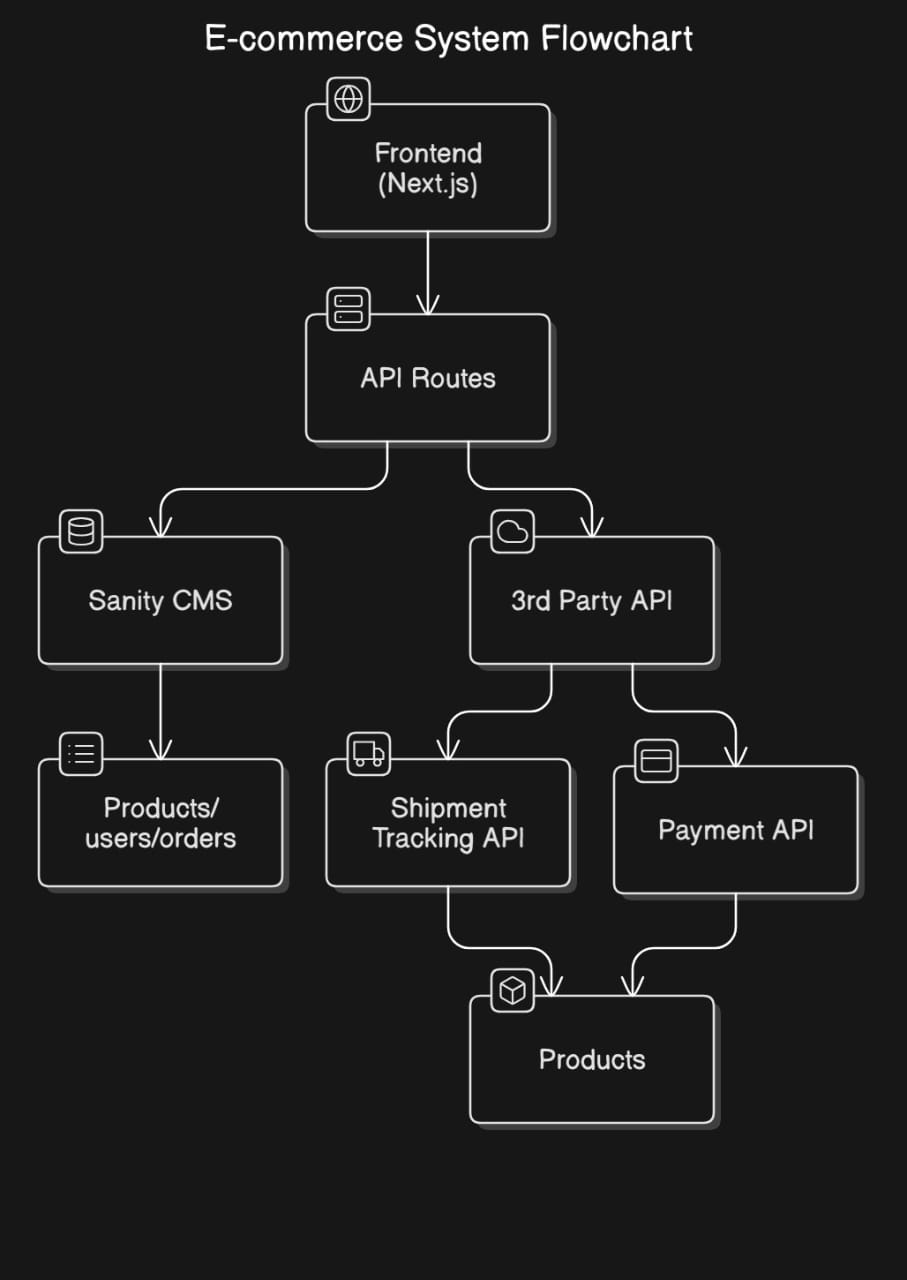 E-commerce System Flowchart
Frontend
(Next.js)
API Routes
Sanity CMS
3rd Party API
Products/
users/orders
Shipment
Tracking API
Payment API
Products